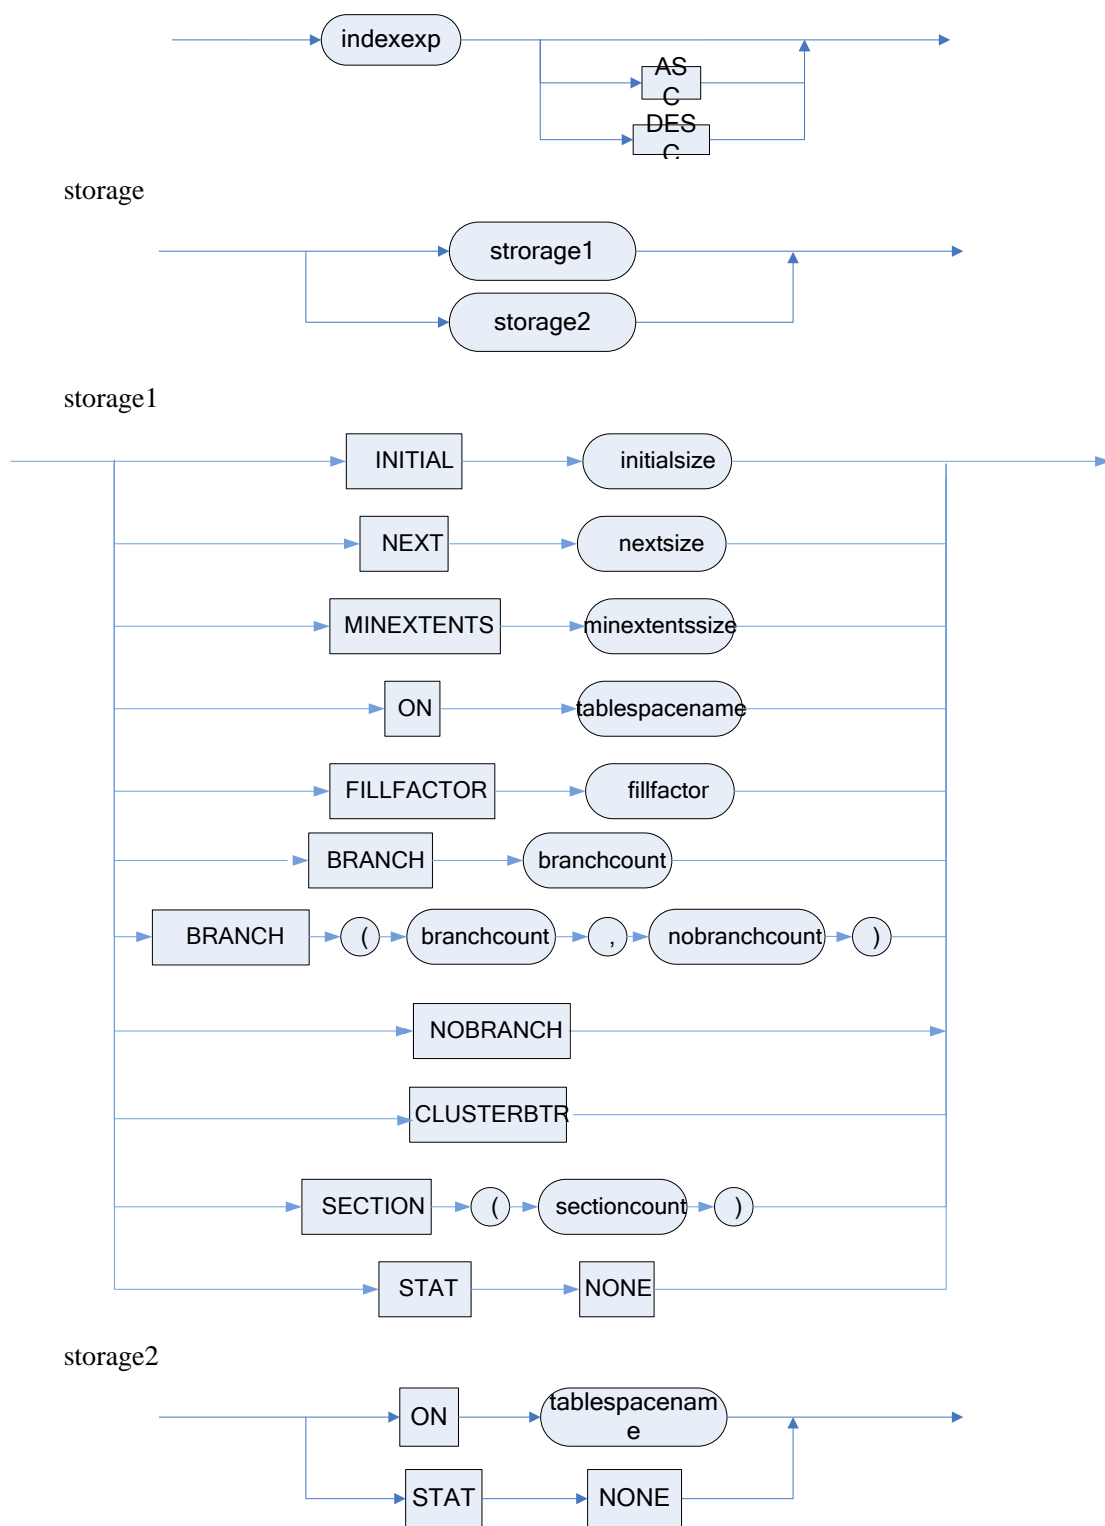 indexexp
AS
C
DES
C
storage
strorage1
storage2
storage1
INITIAL initialsize
NEXT nextsize
MINEXTENTS minextentssize
ON tablespacename
FILLFACTOR fillfactor
BRANCH branchcount
BRANCH ( branchcount , nobranchcount )
NOBRANCH
CLUSTERBTR
SECTION ( sectioncount )
STAT NONE
storage2
ON tablespacenam
e
STAT NONE